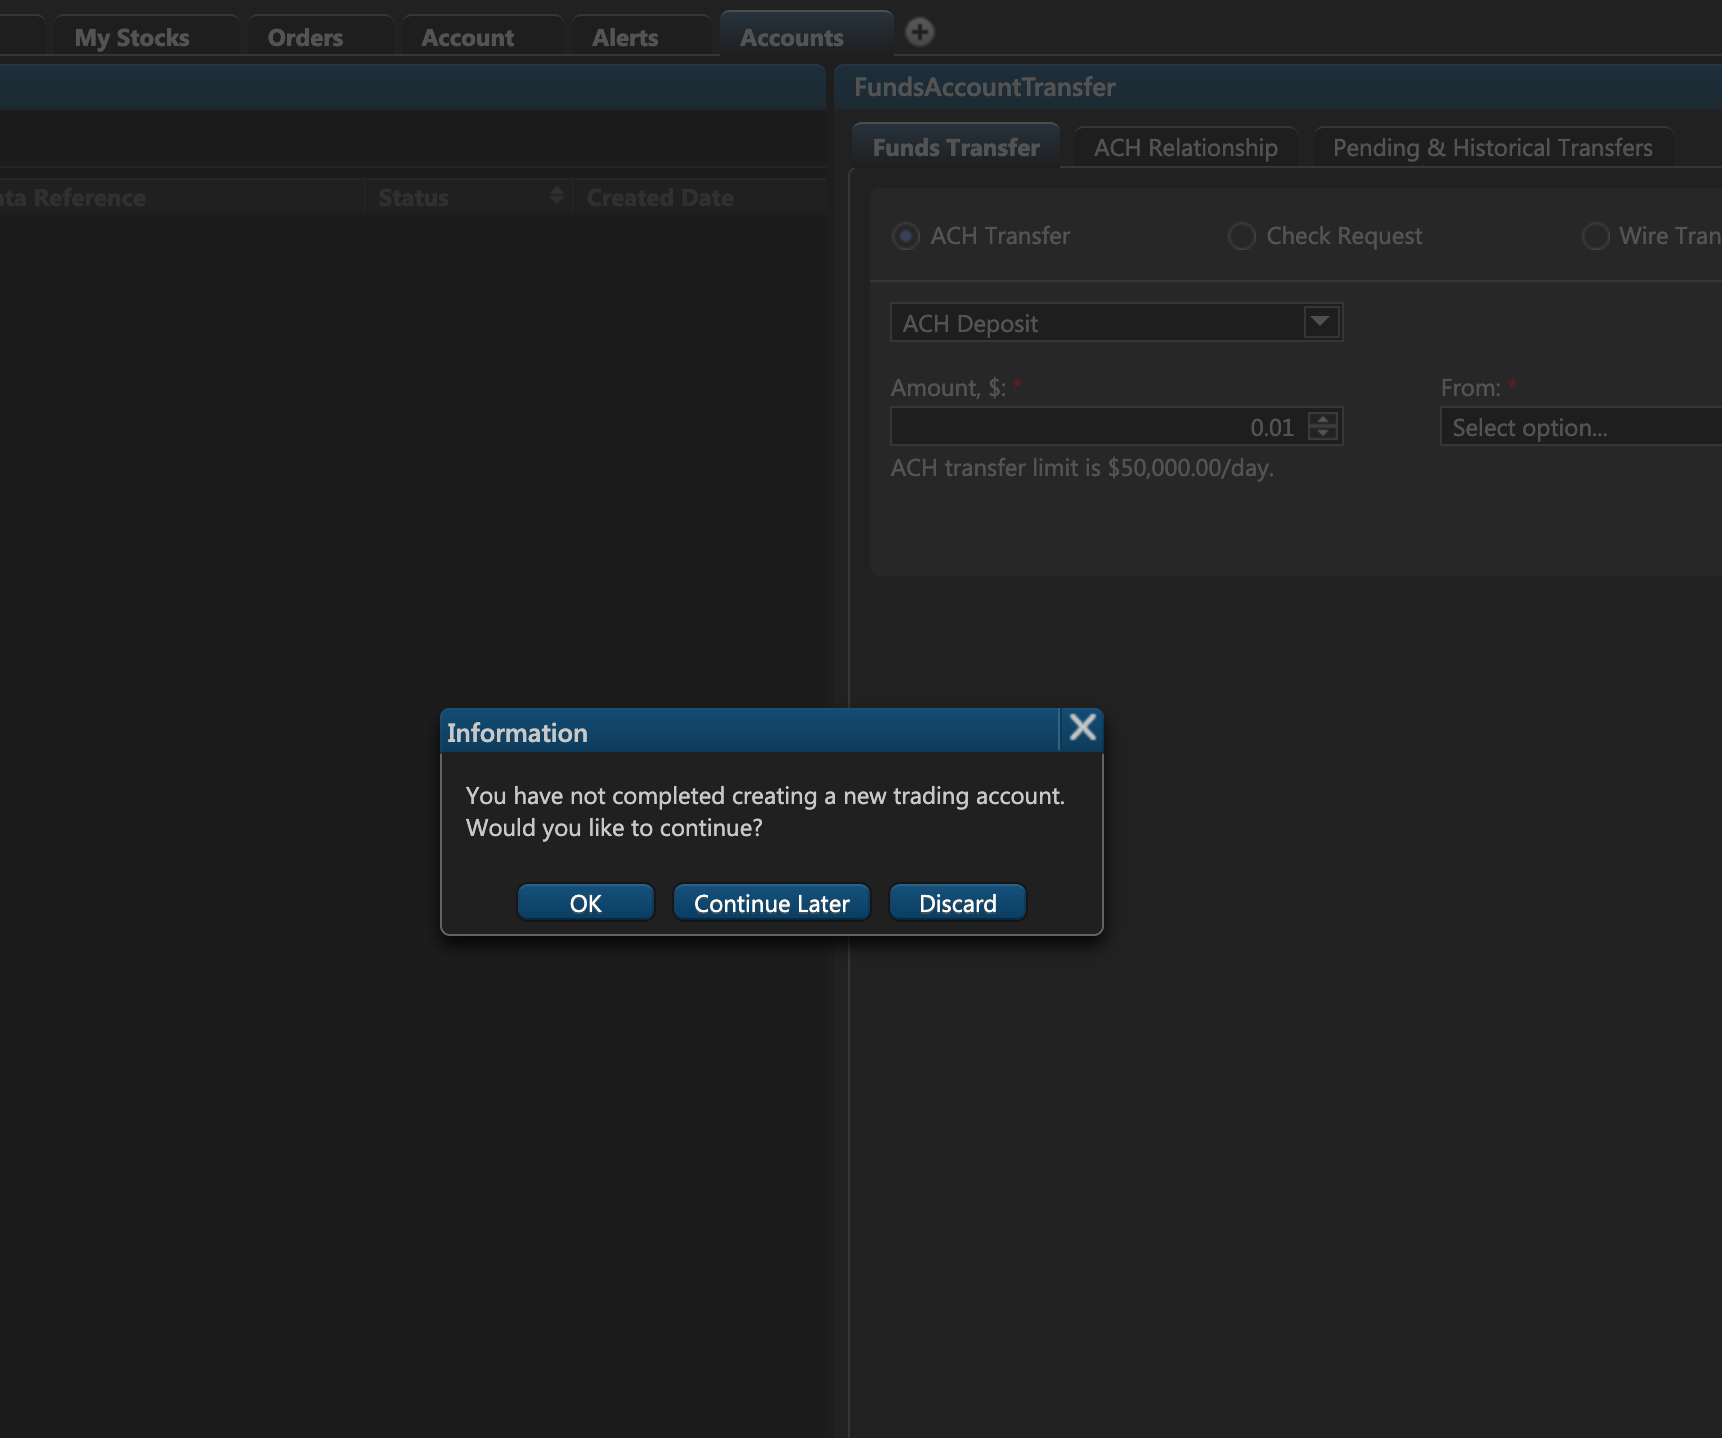 My Stocks
Orders
Account
Alerts
Accounts
FundsAccountTransfer
Funds Transfer
ACH Relationship
Pending & Historical Transfers
Reference
Status
Created Date
ACH Transfer
Check Request
Wire
ACH Deposit
Amount, $: *
From: *
0.01
Select option...
ACH transfer limit is $50,000.00/day.
Information
You have not completed creating a new trading account.
Would you like to continue?
OK
Continue Later
Discard